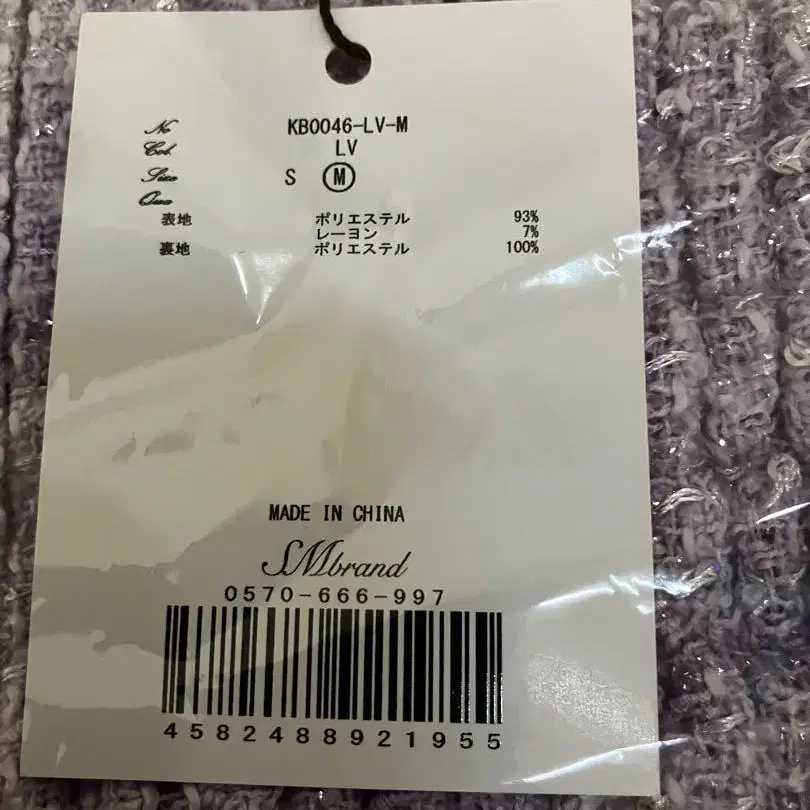 No KB0046-LV-M
Col. LV
Size S M
Qua
表地 ポリエステル 93%
レーヨン 7%
裏地 ポリエステル 100%
MADE IN CHINA
SMbrand
0570-666-997
4582488921955